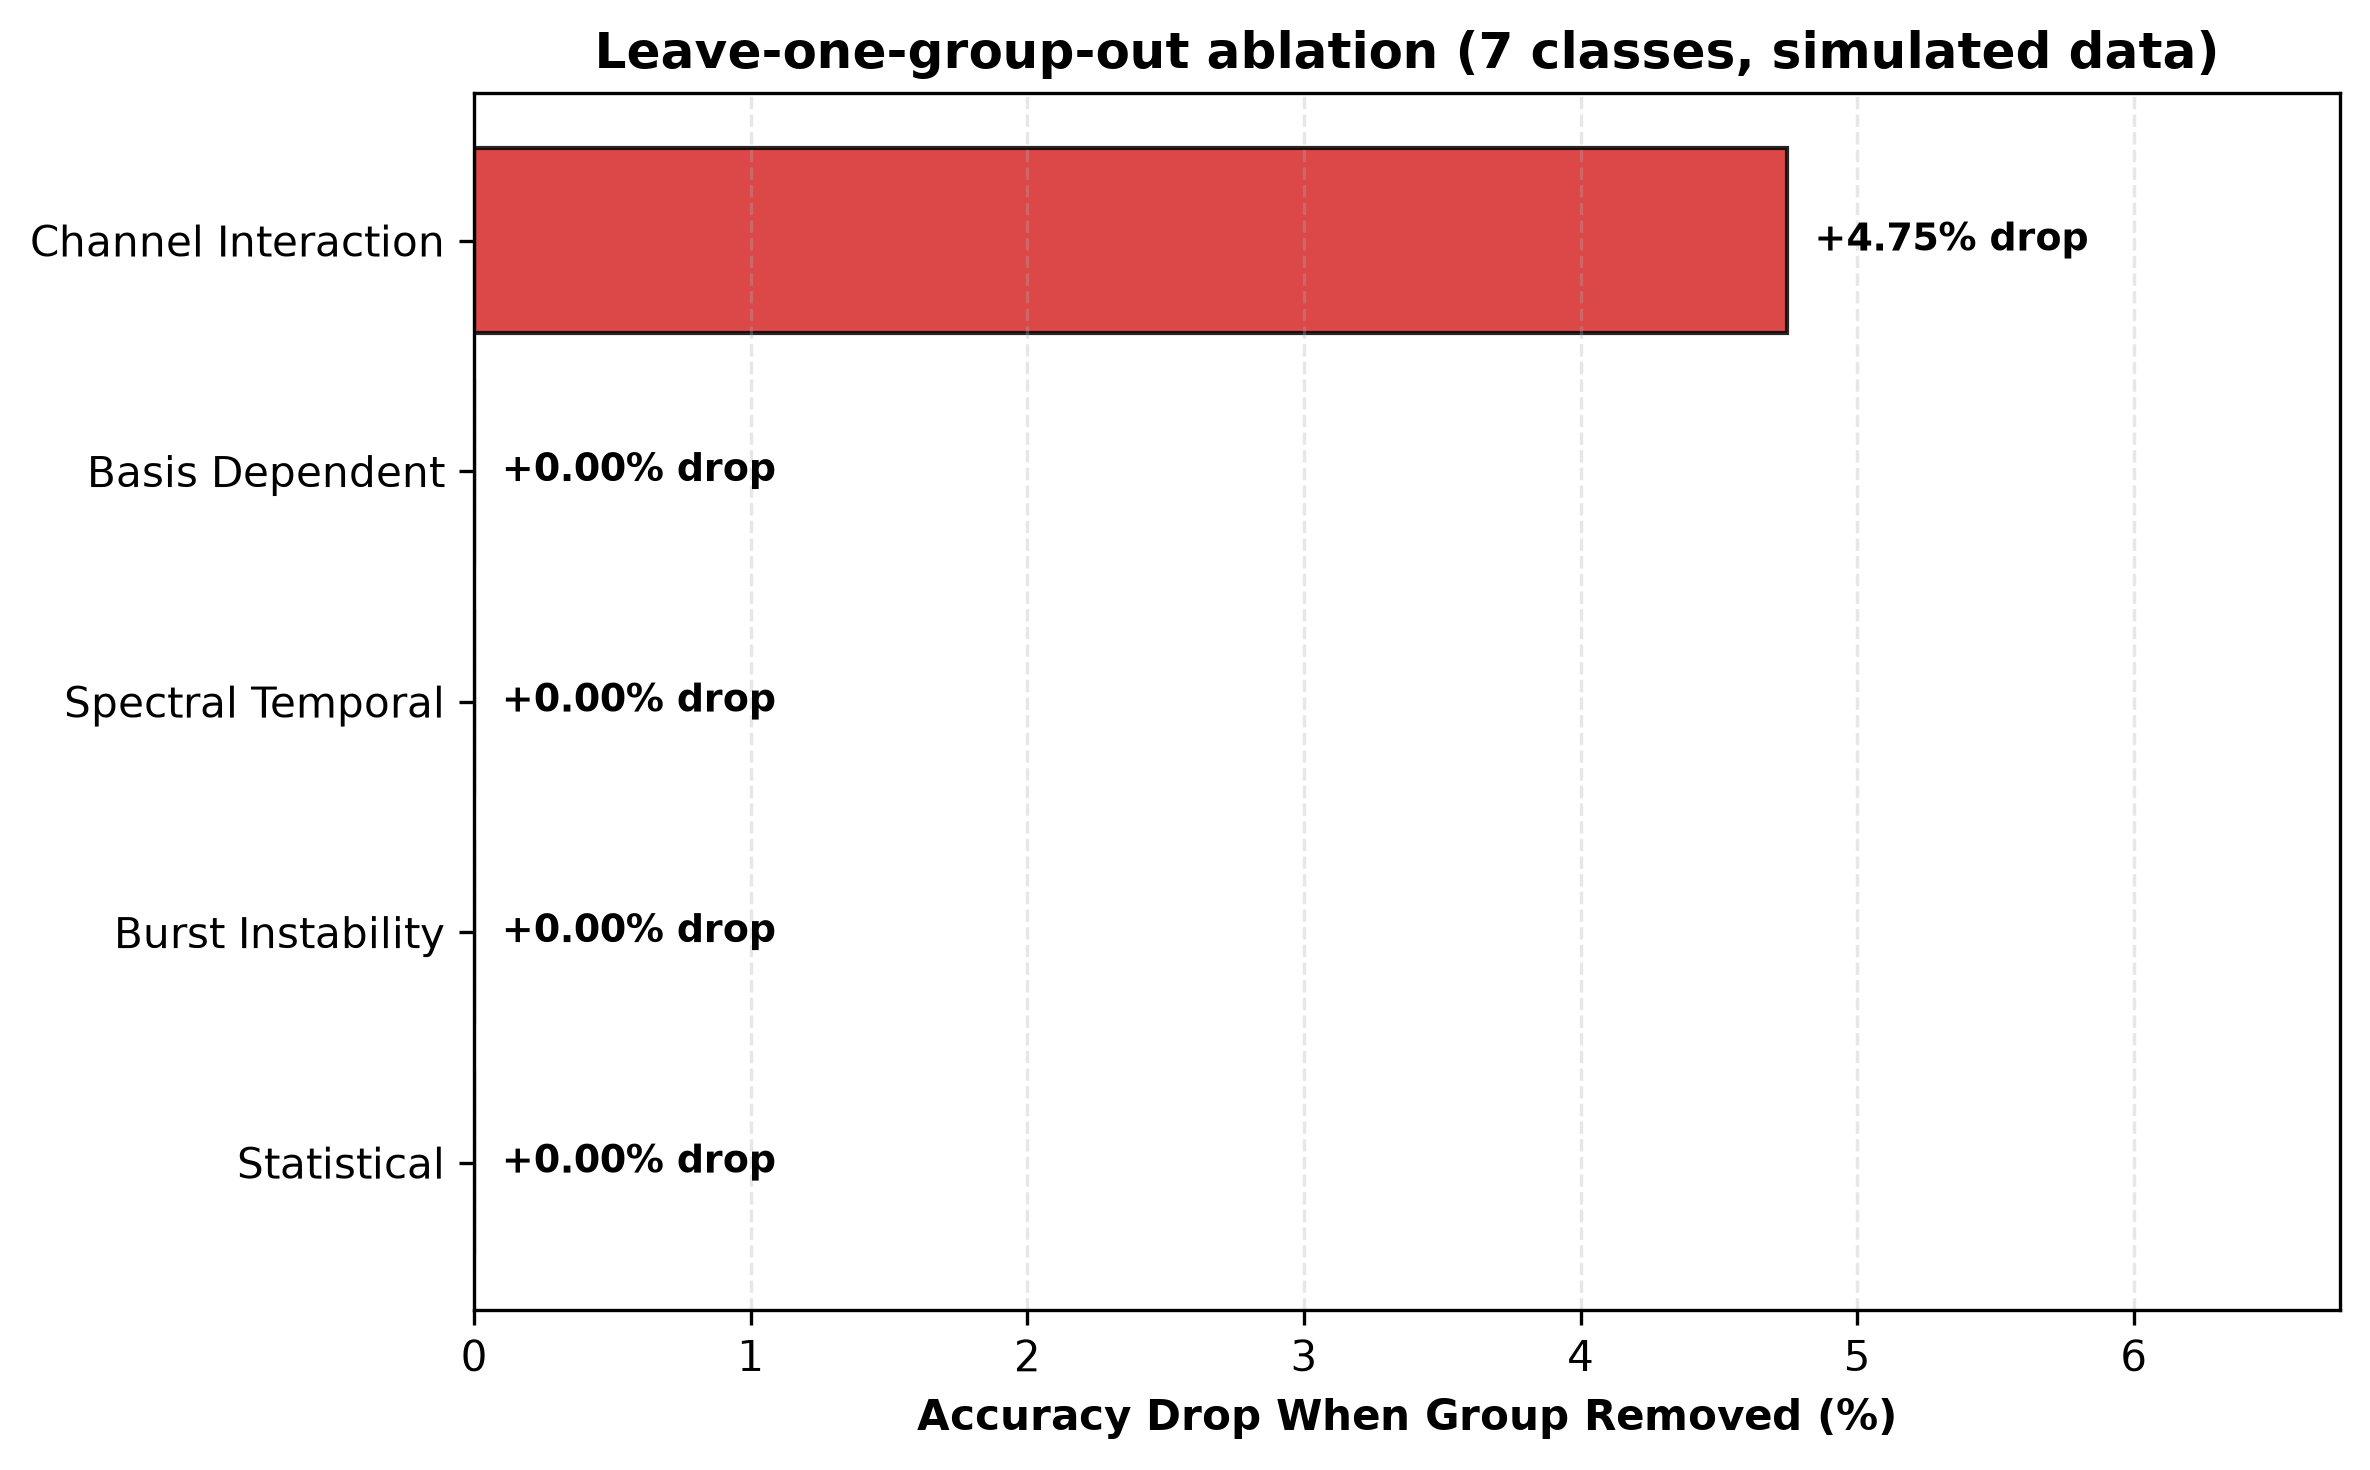 Leave-one-group-out ablation (7 classes, simulated data)
Channel Interaction
+4.75% drop
Basis Dependent
+0.00% drop
Spectral Temporal
+0.00% drop
Burst Instability
+0.00% drop
Statistical
+0.00% drop
0 1 2 3 4 5 6
Accuracy Drop When Group Removed (%)